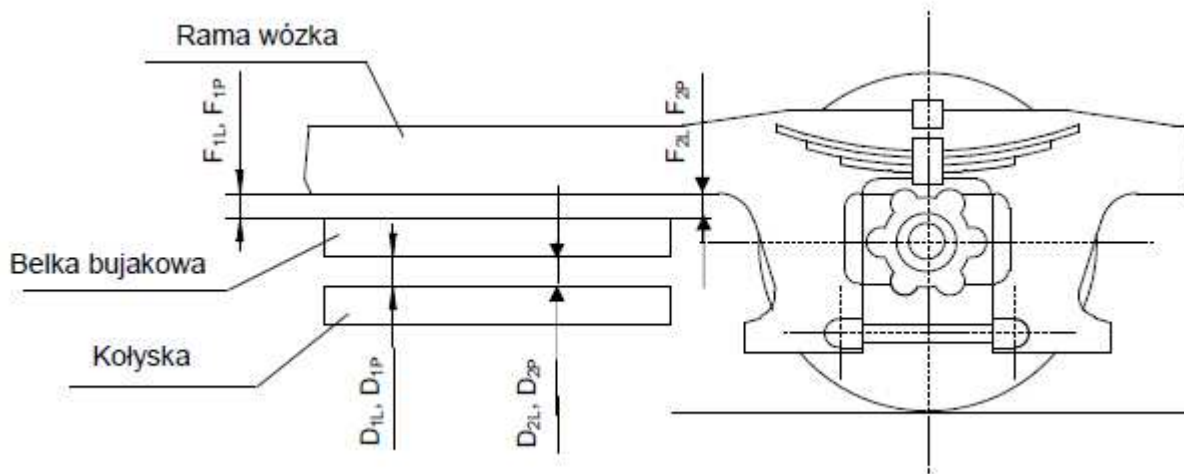 Rama wózka
F1L, F1P
F2L, F2P
Belka bujakowa
Kołyska
D1L, D1P
D2L, D2P